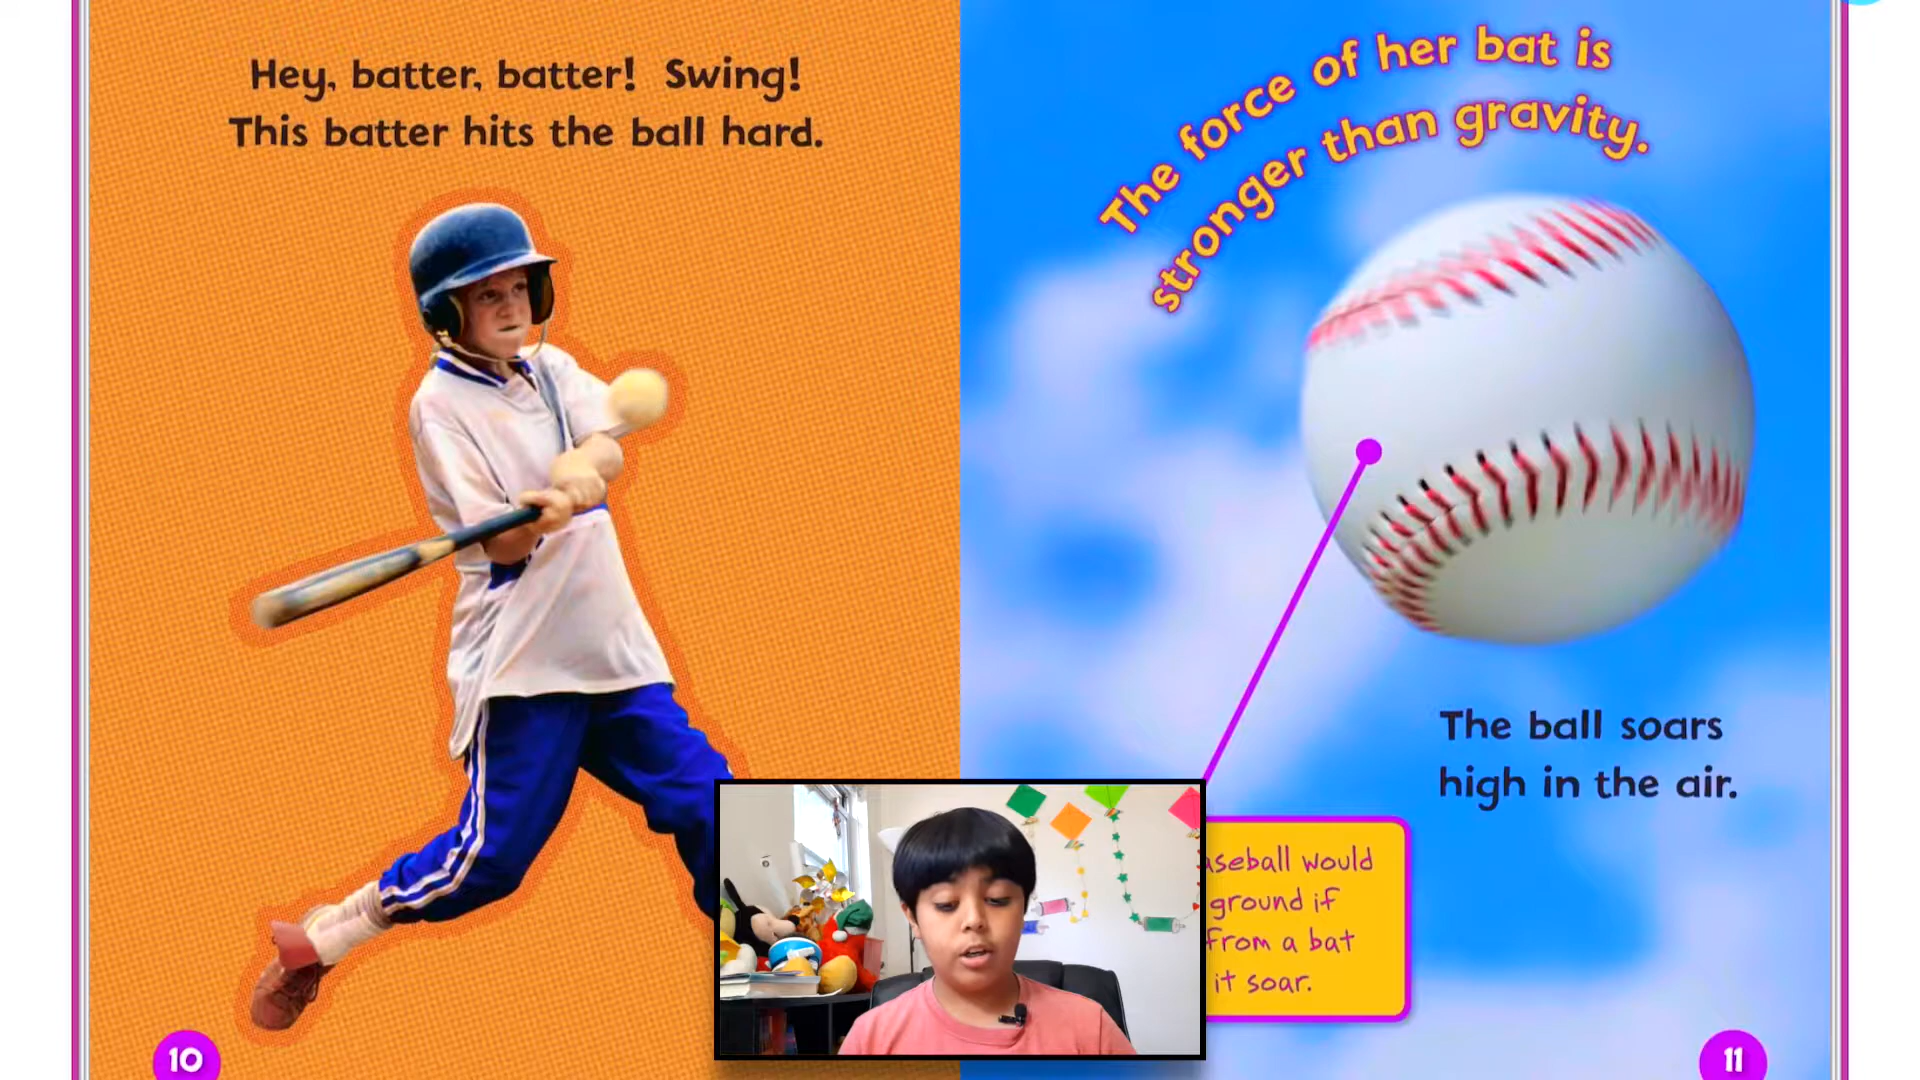 Hey, batter, batter! Swing!
This batter hits the ball hard.
The force of her bat is
stronger than gravity.
The ball soars
high in the air.
would
ground if
from a bat
it soar.
10
11